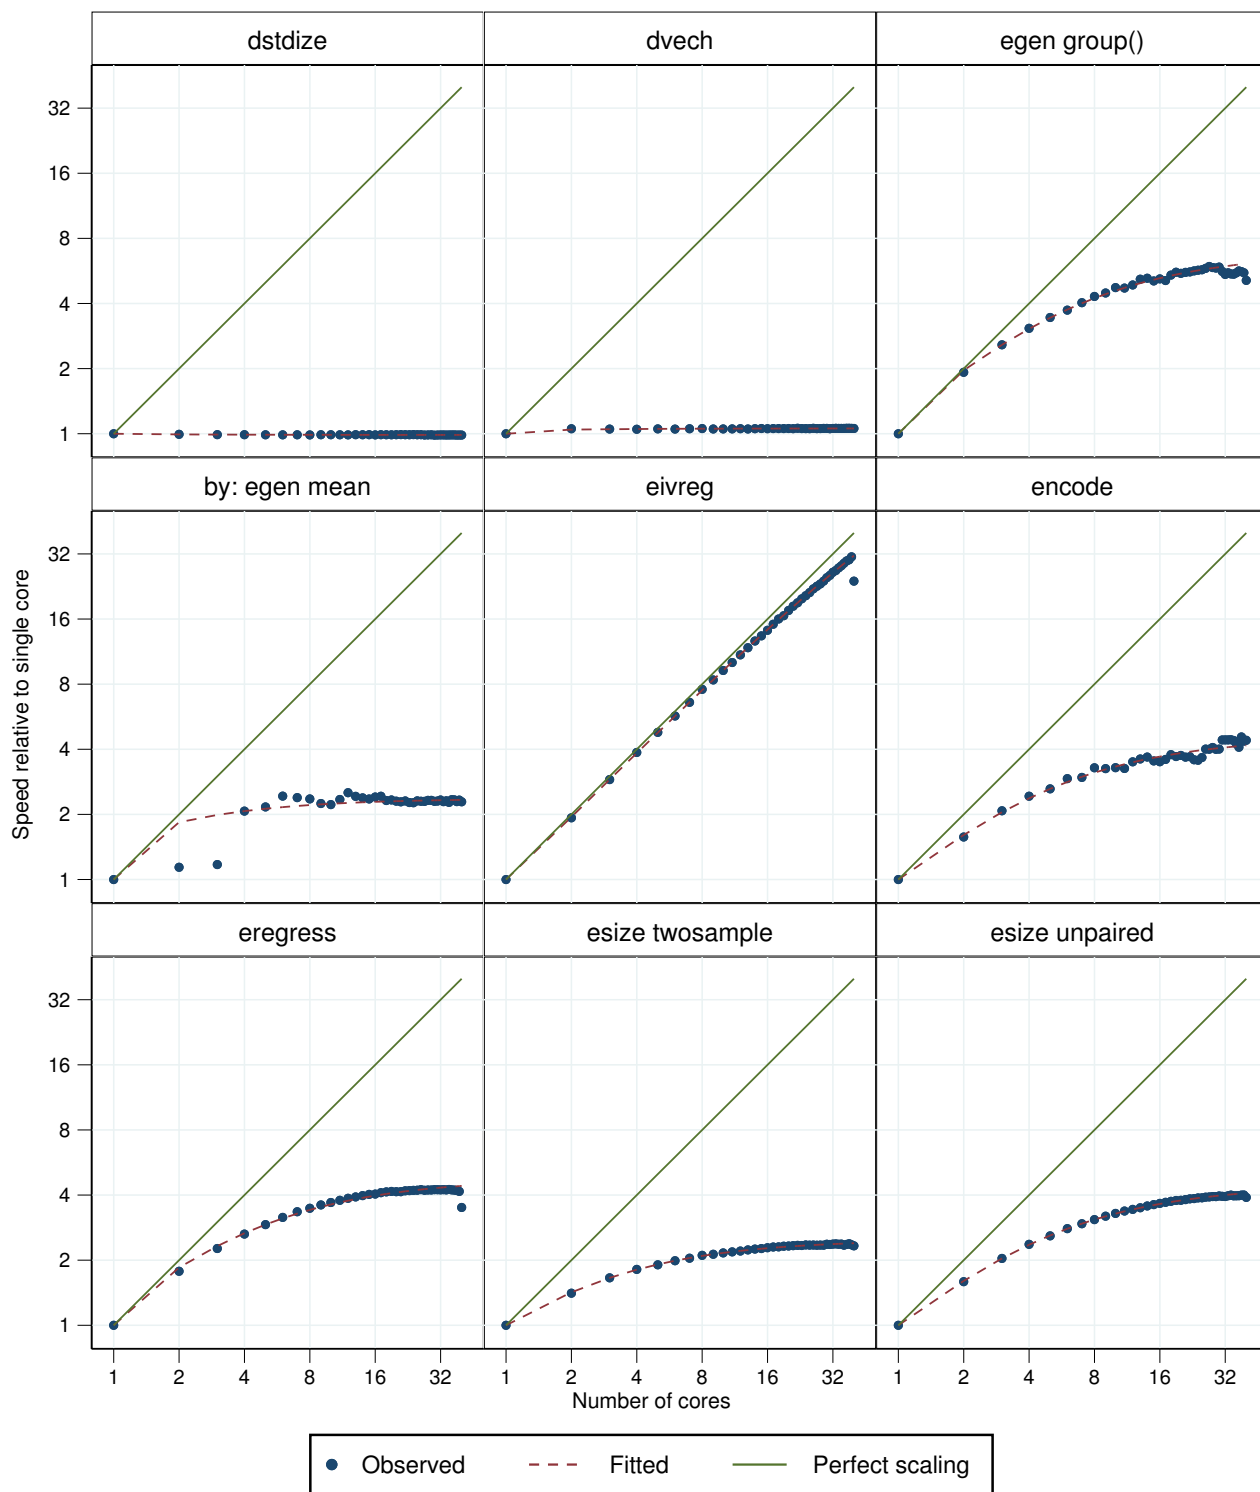 dstdize dvech egen group()
32
16
8
4
2
1
by: egen mean eivreg encode
32
16
8
4
2
1
Speed relative to single core
eregress esize twosample esize unpaired
32
16
8
4
2
1
1 2 4 8 16 32 1 2 4 8 16 32 1 2 4 8 16 32
Number of cores
Observed Fitted Perfect scaling